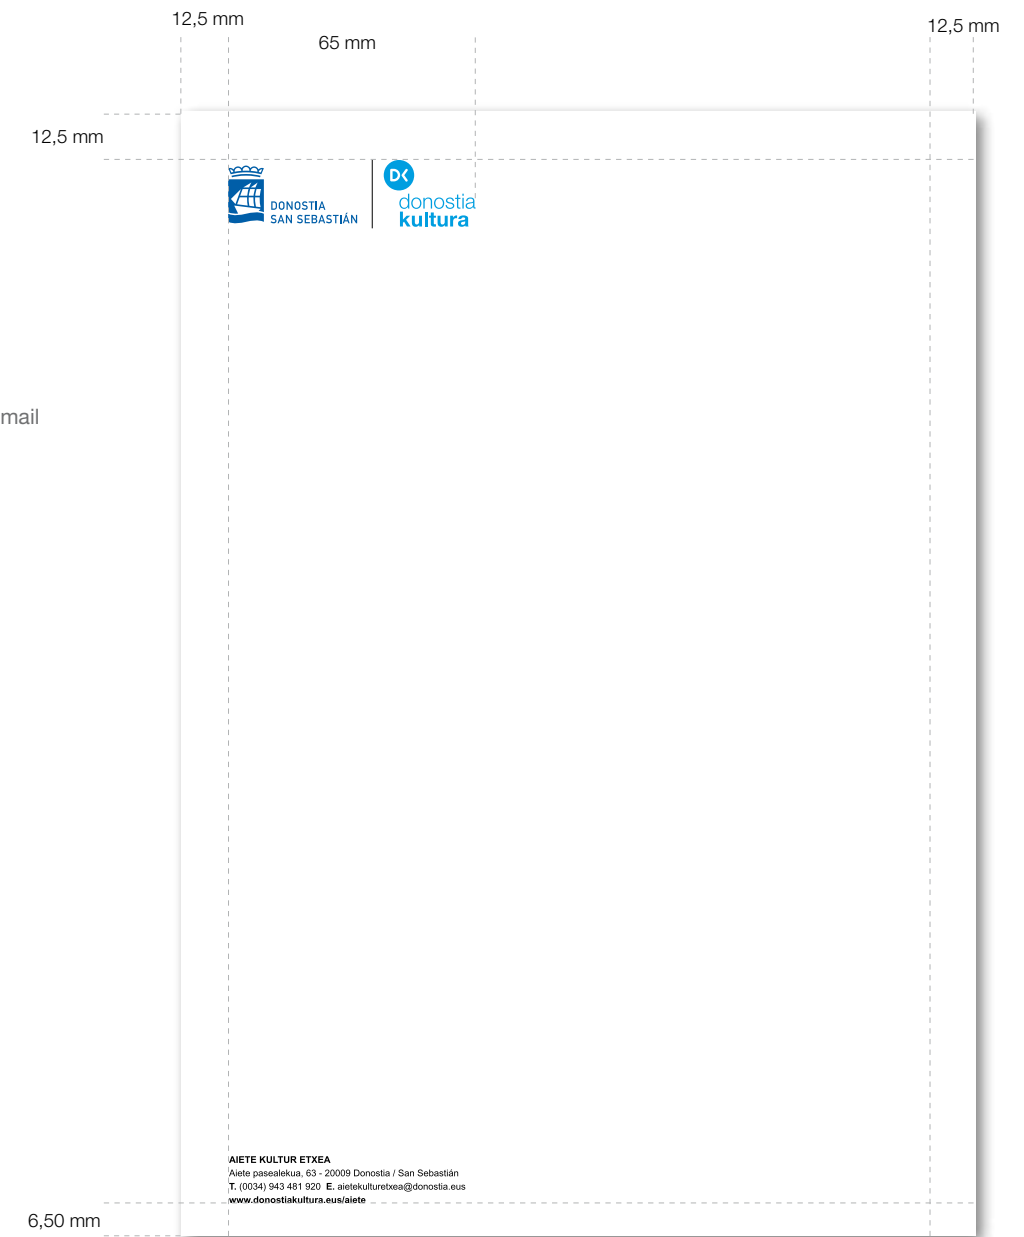 12,5 mm
12,5 mm
65 mm
12,5 mm
DK
DONOSTIA
SAN SEBASTIÁN
donostia
kultura
mail
AIETE KULTUR ETXEA
Aiete pasealekua, 63 - 20009 Donostia / San Sebastián
T. (0034) 943 481 920 E. aietekulturetxea@donostia.eus
www.donostiakultura.eus/aiete
6,50 mm